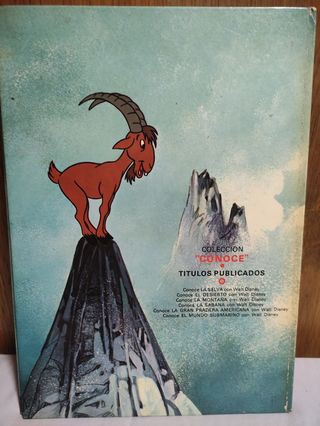 COLECCION
"CONOCE"
TITULOS PUBLICADOS
Conoce LA SELVA con Walt Disney
Conoce EL DESIERTO con Walt Disney
Conoce LA MONTAÑA con Walt Disney
Conoce LA SABANA con Walt Disney
Conoce LA GRAN PRADERA AMERICANA con Walt Disney
Conoce EL MUNDO SUBMARINO con Walt Disney